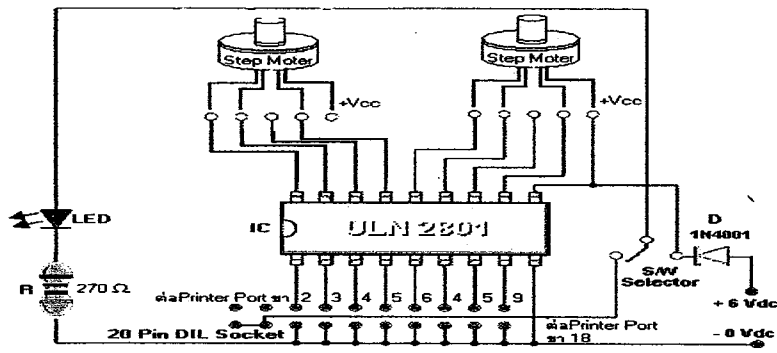 Step Moter
Step Moter
+Vcc
+Vcc
LED
IC
ULN 2801
D
1N4001
R
270 Ω
ต่อPrinter Port ขา 2 3 4 5 6 4 5 9
S/W
Selector
+ 6 Vdc
20 Pin DIL Socket
ต่อPrinter Port
ขา 18
- 0 Vdc